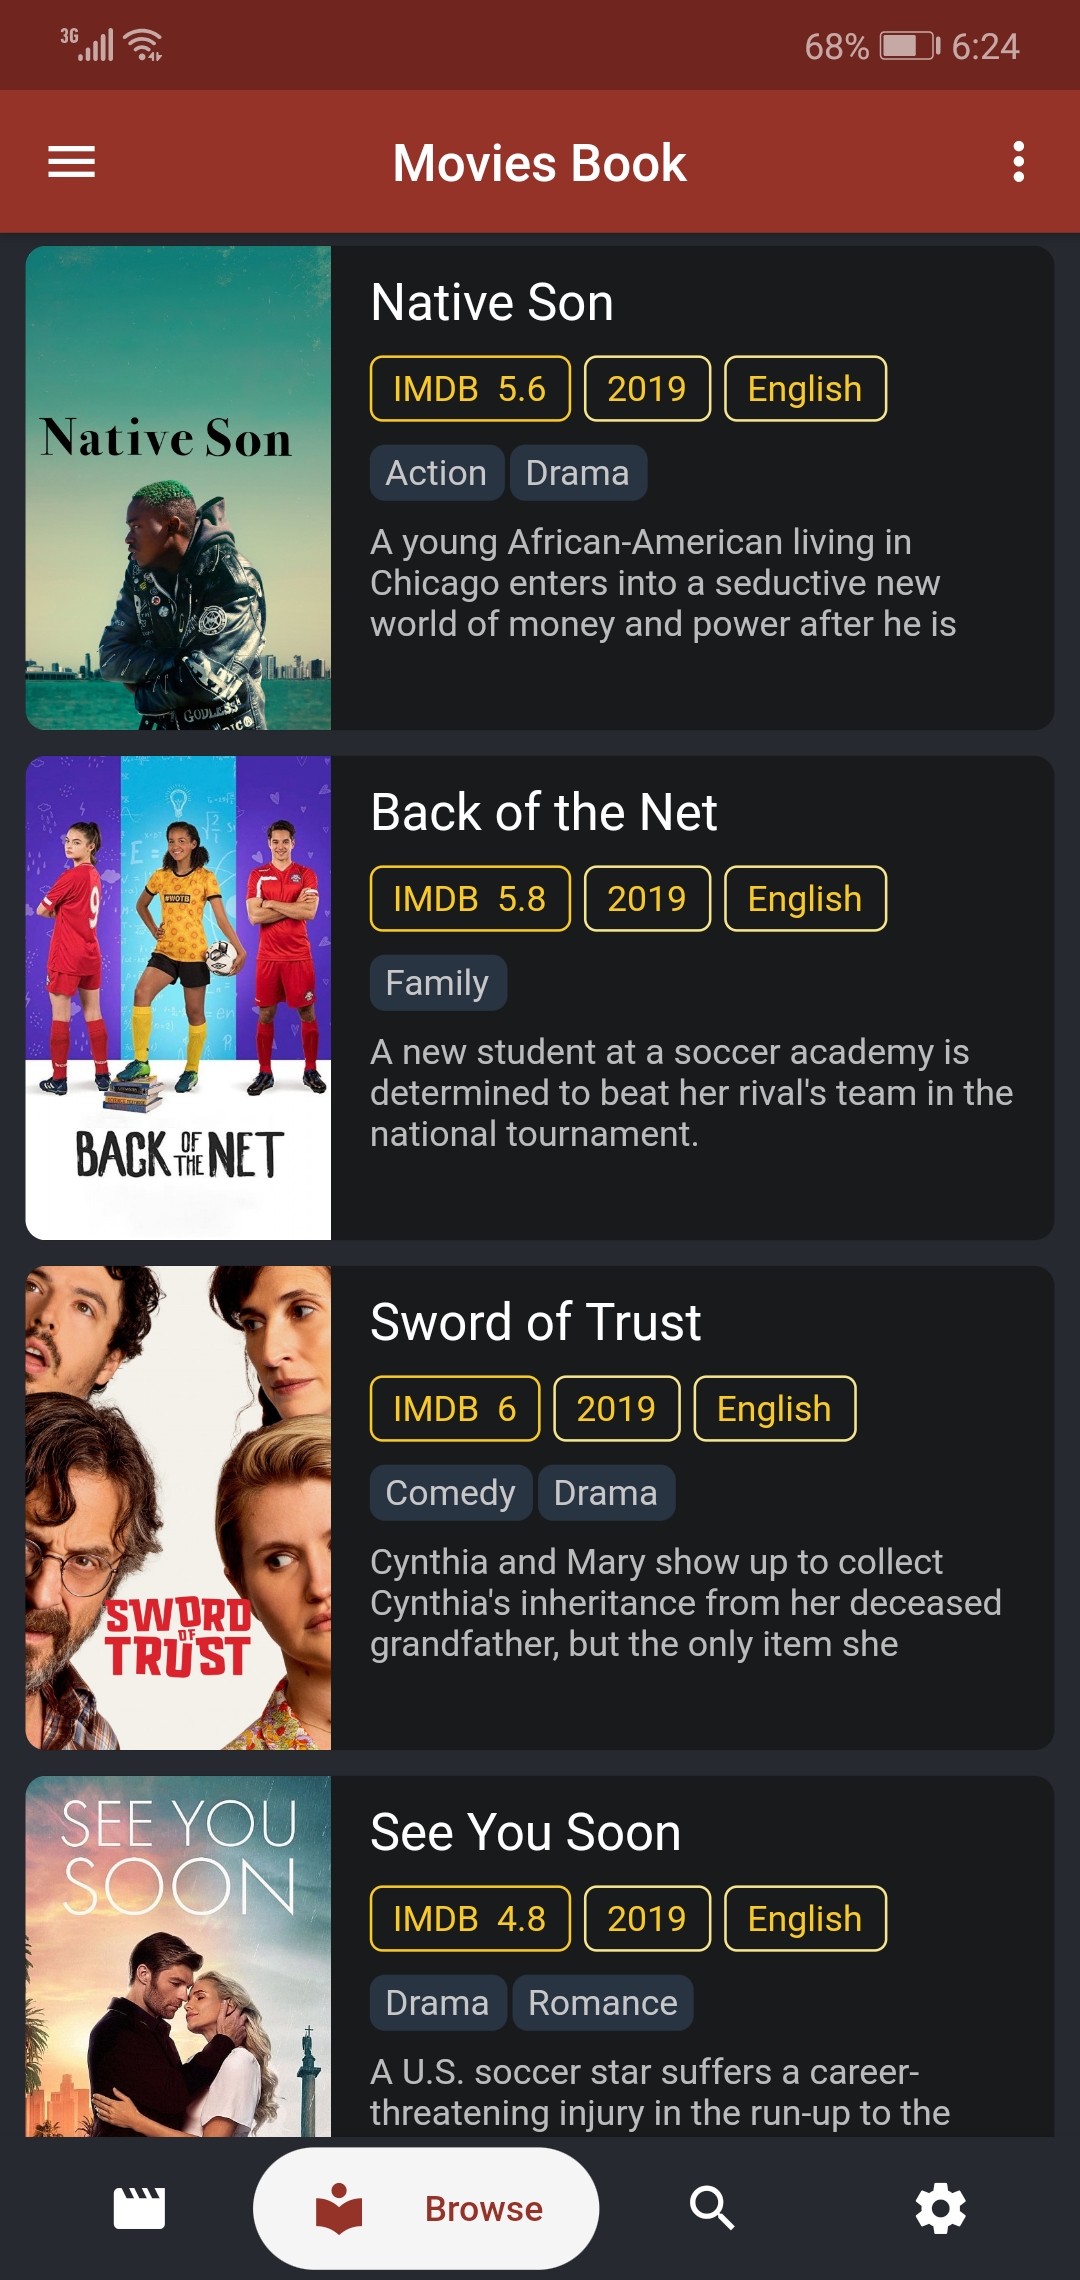 3G 68% 6:24
Movies Book
Native Son
Native Son
IMDB 5.6 2019 English
Action Drama
A young African-American living in
Chicago enters into a seductive new
world of money and power after he is
GODLESS
Back of the Net
IMDB 5.8 2019 English
Family
A new student at a soccer academy is
determined to beat her rival's team in the
national tournament.
9
#WOTB
BACK OF THE NET
Sword of Trust
IMDB 6 2019 English
Comedy Drama
Cynthia and Mary show up to collect
Cynthia's inheritance from her deceased
grandfather, but the only item she
SWORD
OF
TRUST
SEE YOU
SOON
See You Soon
IMDB 4.8 2019 English
Drama Romance
A U.S. soccer star suffers a career-
threatening injury in the run-up to the
Browse